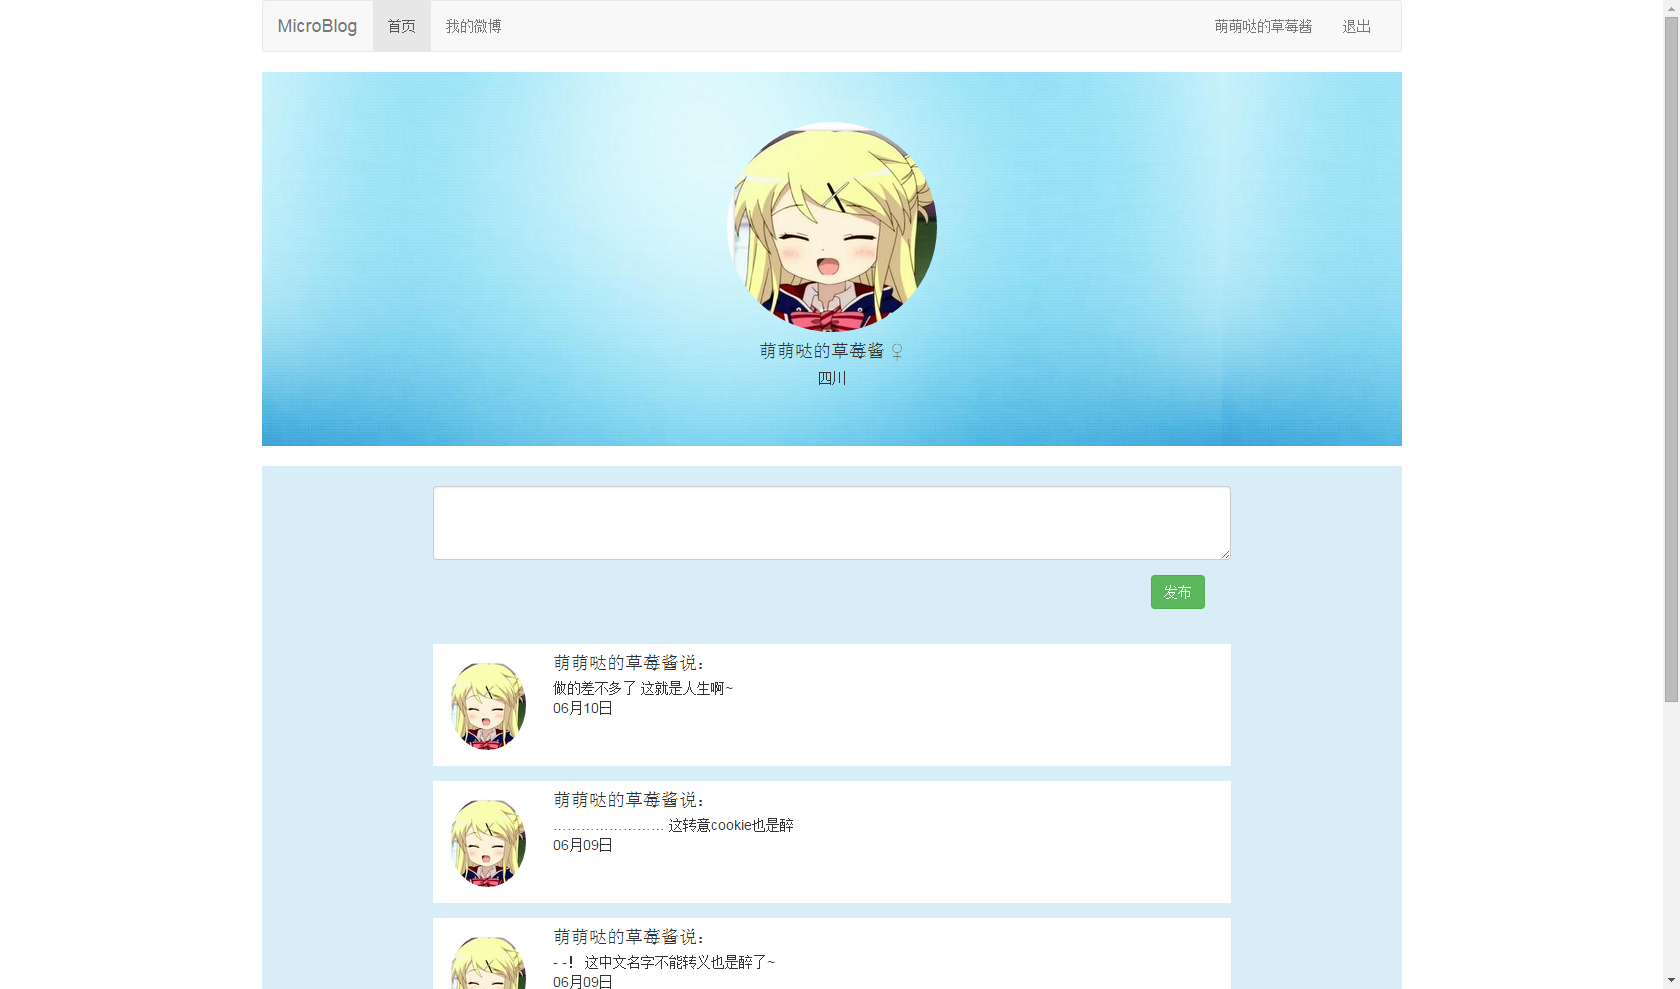 MicroBlog 首页 我的微博 萌萌哒的草莓酱 退出
萌萌哒的草莓酱 ♀
四川
发布
萌萌哒的草莓酱说：
做的差不多了 这就是人生啊~
06月10日
萌萌哒的草莓酱说：
........................ 这转意cookie也是醉
06月09日
萌萌哒的草莓酱说：
- -！ 这中文名字不能转义也是醉了~
06月09日